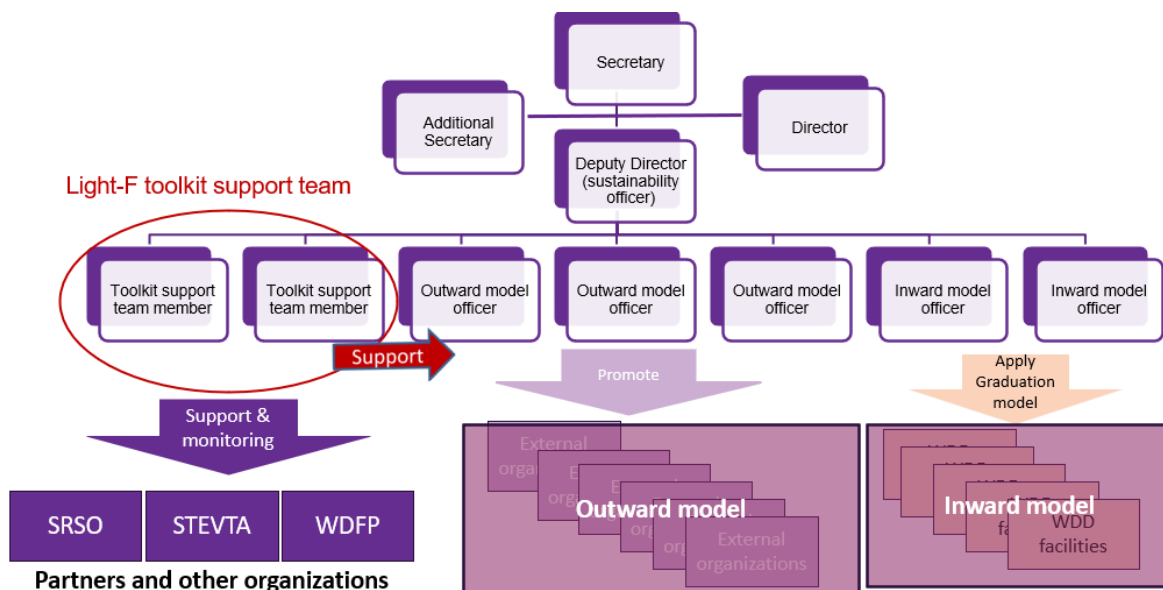 Secretary
Additional
Secretary
Director
Deputy Director
(sustainability
officer)
Light-F toolkit support team
Toolkit support
team member
Toolkit support
team member
Outward model
officer
Outward model
officer
Outward model
officer
Inward model
officer
Inward model
officer
Support
Promote
Apply
Graduation
model
Support &
monitoring
External
Outward model
External
organizations
Inward model
WDD
facilities
SRSO
STEVTA
WDFP
Partners and other organizations